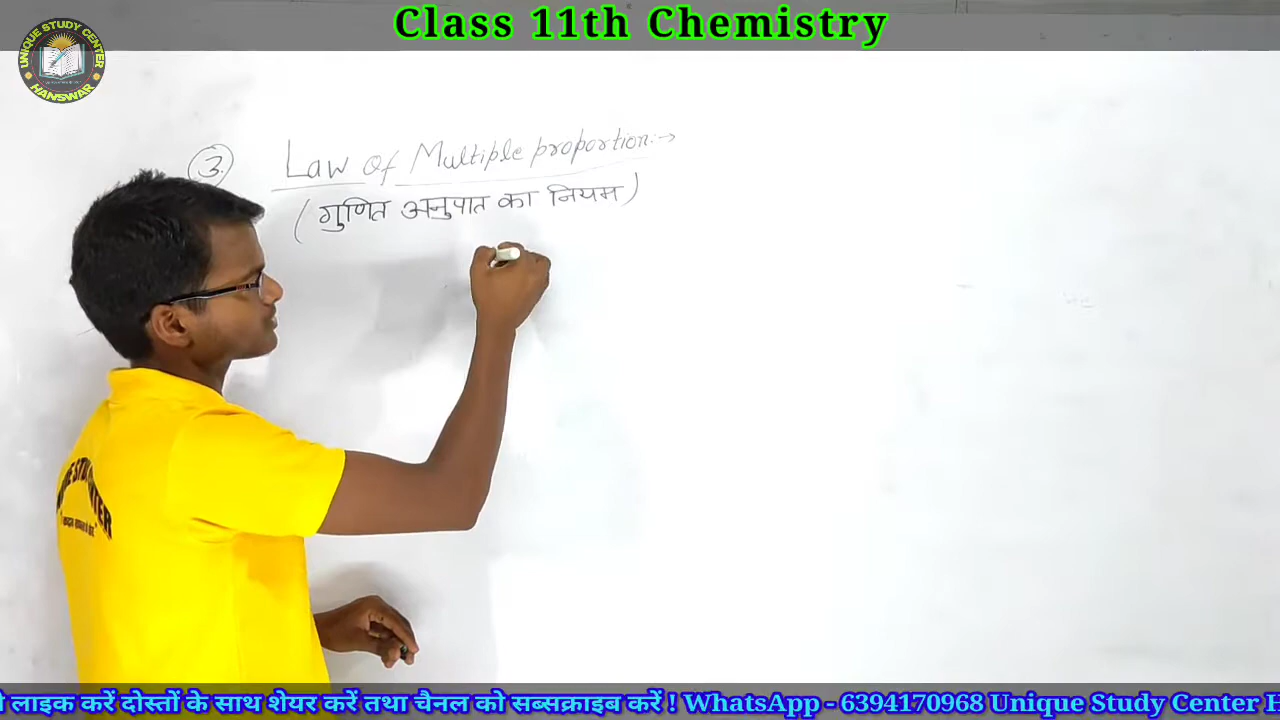 Class 11th Chemistry
UNIQUE STUDY CENTER
HANSWAR
3.
Law of Multiple proportion:→
(गुणित अनुपात का नियम)
लाइक करें दोस्तों के साथ शेयर करें तथा चैनल को सब्सक्राइब करें ! WhatsApp - 6394170968 Unique Study Center H